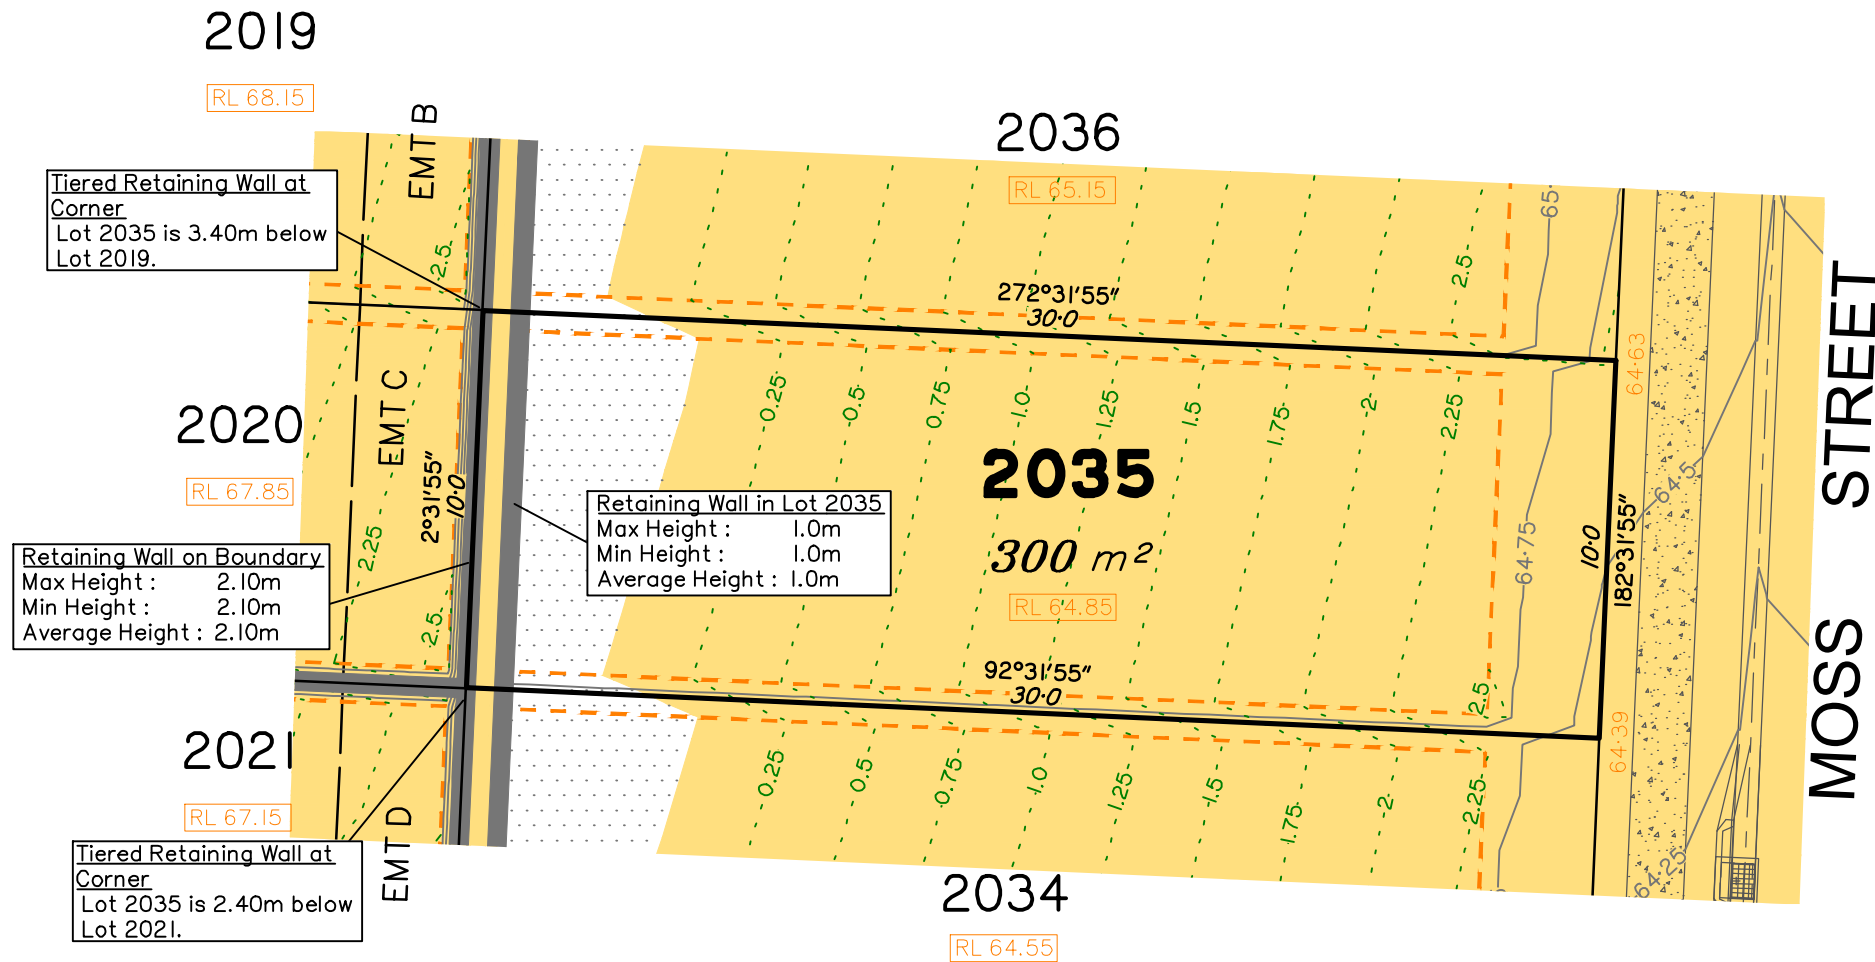 2019
RL 68.15
EMT B
2036
RL 65.15
Tiered Retaining Wall at
Corner
Lot 2035 is 3.40m below
Lot 2019.
2.5
2.5
65
272°31'55"
30·0
64·63
STREET
0.25
0.5
0.75
1.0
1.25
1.5
1.75
2
2.25
2020
RL 67.85
EMT C
2°31'55"
10·0
2035
300 m²
RL 64.85
Retaining Wall in Lot 2035
Max Height : 1.0m
Min Height : 1.0m
Average Height : 1.0m
64·5
64·75
10·0
182°31'55"
Retaining Wall on Boundary
Max Height : 2.10m
Min Height : 2.10m
Average Height : 2.10m
2.25
2.5
92°31'55"
30·0
2.5
64·39
MOSS
2021
RL 67.15
EMT D
0.25
0.5
0.75
1.0
1.25
1.5
1.75
2
2.25
64·25
Tiered Retaining Wall at
Corner
Lot 2035 is 2.40m below
Lot 2021.
2034
RL 64.55